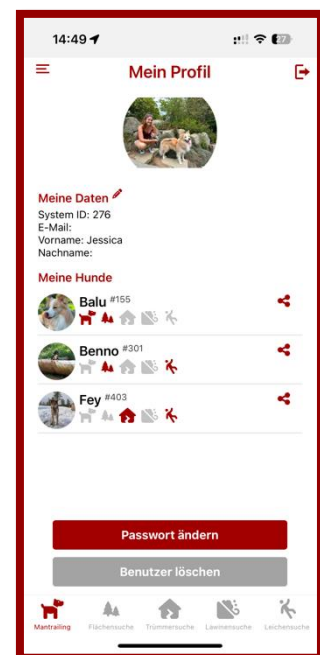 14:49
27
Mein Profil
Meine Daten
System ID: 276
E-Mail:
Vorname: Jessica
Nachname:
Meine Hunde
Balu #155
Benno #301
Fey #403
Passwort ändern
Benutzer löschen
Mantrailing Flächensuche Trümmersuche Lawinensuche Leichensuche